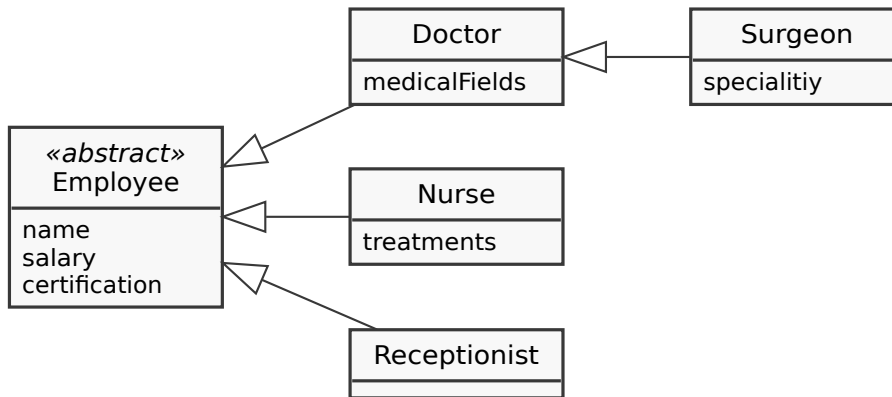 Doctor
medicalFields
Surgeon
specialitiy
«abstract»
Employee
name
salary
certification
Nurse
treatments
Receptionist